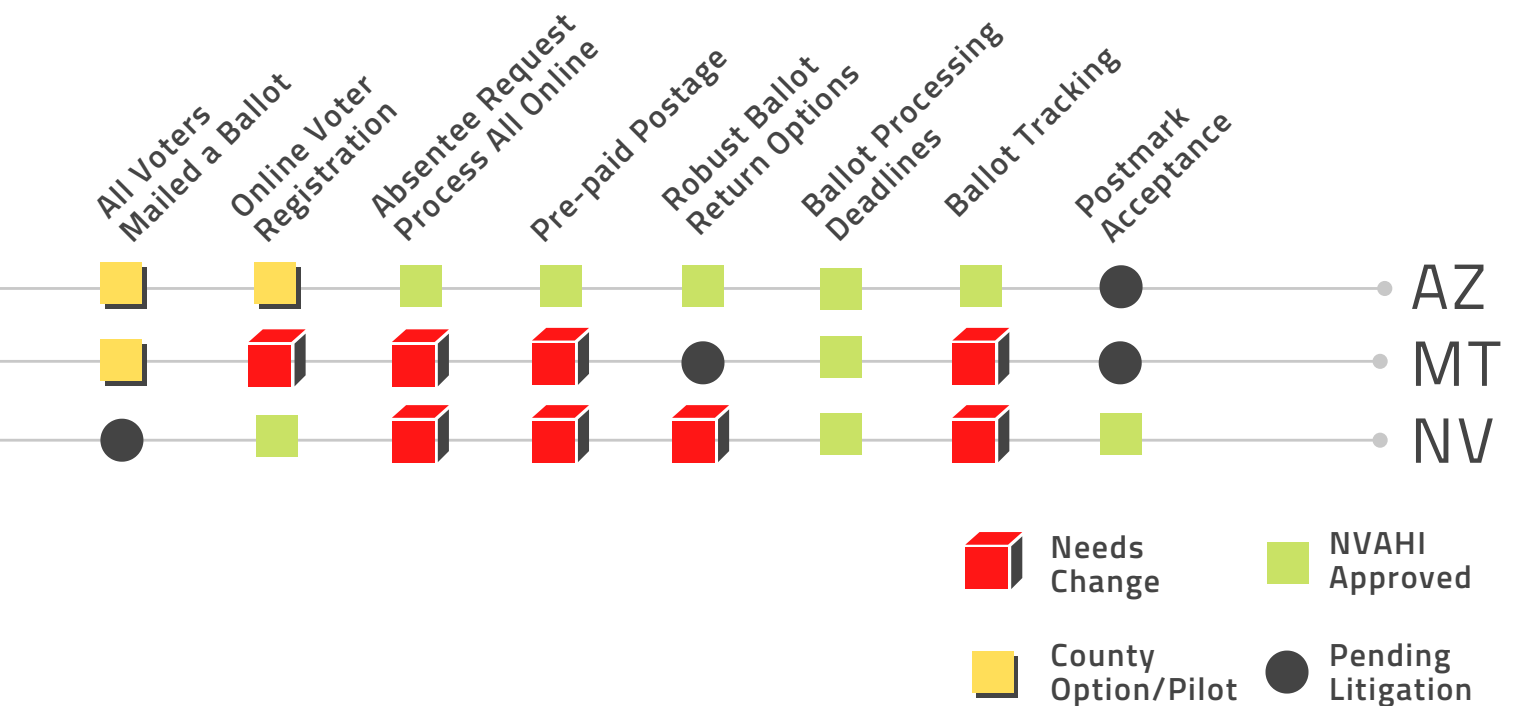 All Voters
Mailed a Ballot
Online Voter
Registration
Absentee Request
Process All Online
Pre-paid Postage
Robust Ballot
Return Options
Ballot Processing
Deadlines
Ballot Tracking
Postmark
Acceptance
AZ
MT
NV
Needs
Change
NVAHI
Approved
County
Option/Pilot
Pending
Litigation